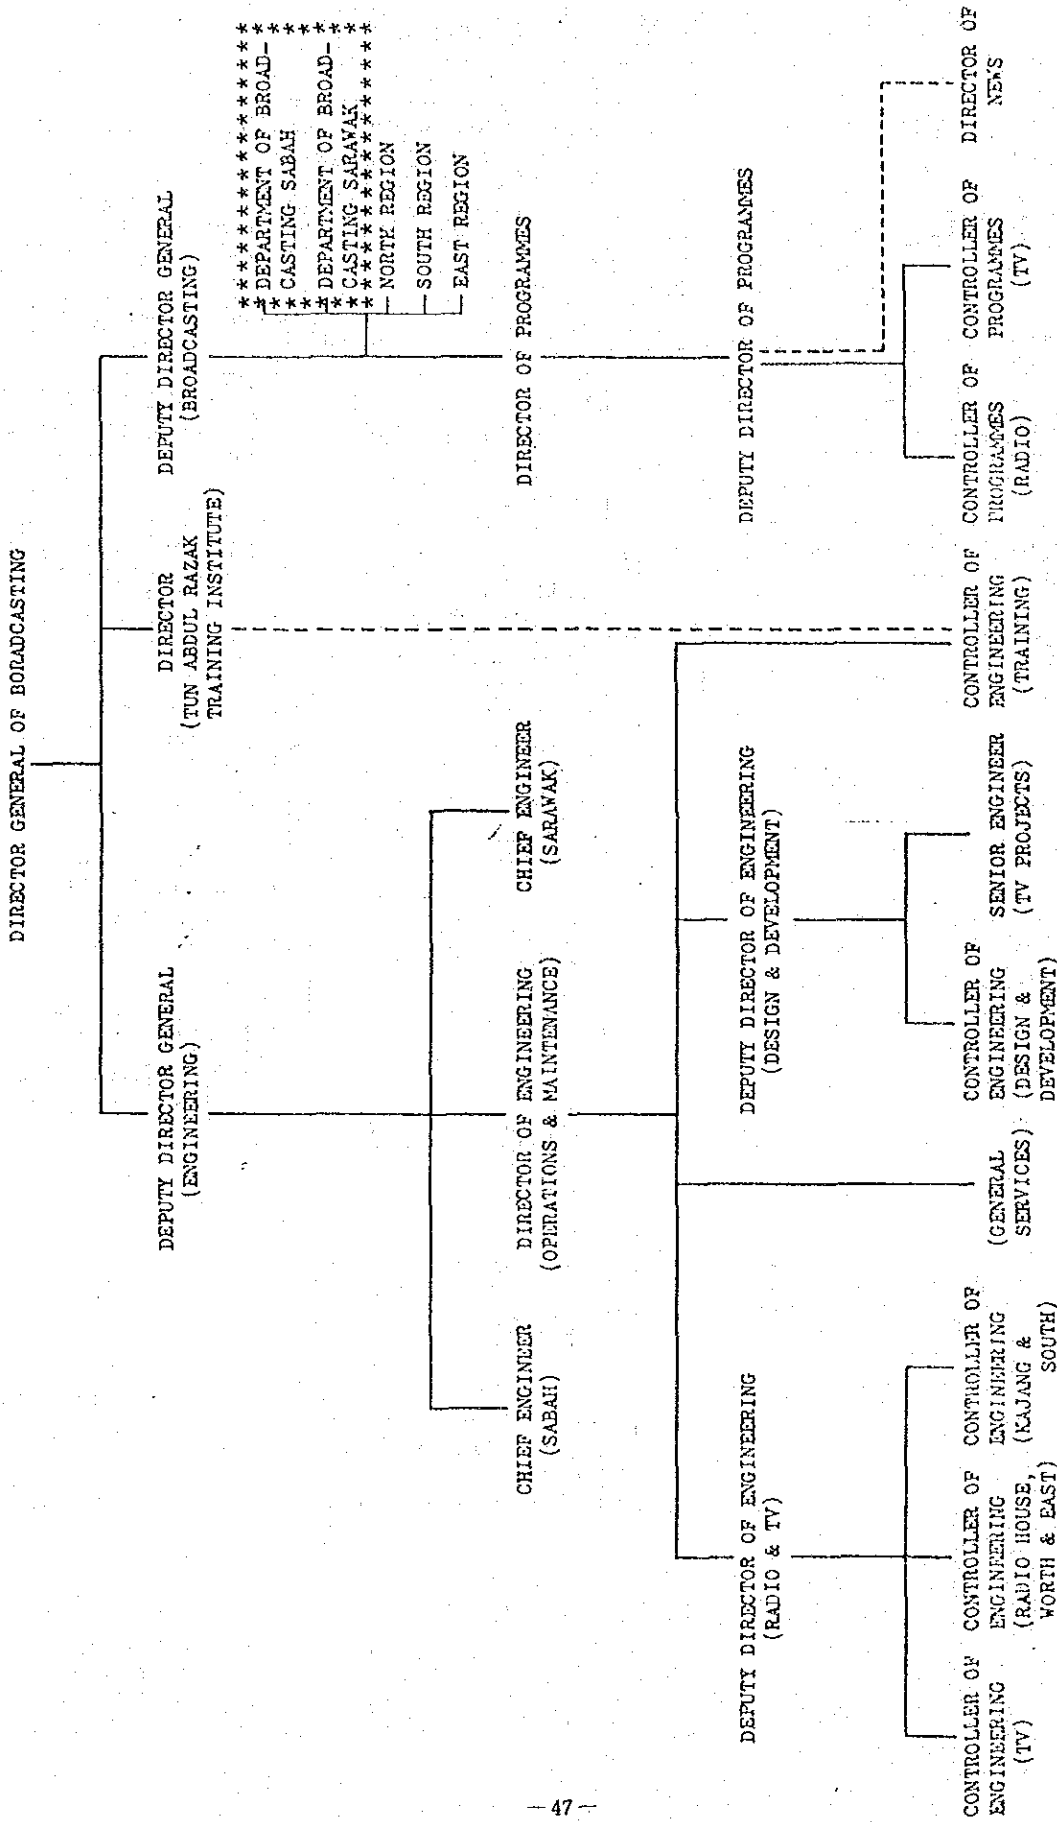 DIRECTOR GENERAL OF BORADCASTING
DEPUTY DIRECTOR GENERAL
(ENGINEERING)
DIRECTOR
(TUN ABDUL RAZAK
TRAINING INSTITUTE)
DEPUTY DIRECTOR GENERAL
(BROADCASTING)
* * * * * * * * * * * * * * * * *
* DEPARTMENT OF BROAD- *
* CASTING SABAH *
* *
* DEPARTMENT OF BROAD- *
* CASTING SARAWAK *
* * * * * * * * * * * * * * * * *
NORTH REGION
SOUTH REGION
EAST REGION
CHIEF ENGINEER
(SABAH)
DIRECTOR OF ENGINEERING
(OPERATIONS & MAINTENANCE)
CHIEF ENGINEER
(SARAWAK)
DIRECTOR OF PROGRAMMES
DEPUTY DIRECTOR OF ENGINEERING
(RADIO & TV)
DEPUTY DIRECTOR OF ENGINEERING
(DESIGN & DEVELOPMENT)
DEPUTY DIRECTOR OF PROGRAMMES
CONTROLLER OF
ENGINEERING
(TV)
CONTROLLER OF
ENGINEERING
(RADIO HOUSE,
WORTH & EAST)
CONTROLLER OF
ENGINEERING
(KAJANG &
SOUTH)
(GENERAL
SERVICES)
CONTROLLER OF
ENGINEERING
(DESIGN &
DEVELOPMENT)
SENIOR ENGINEER
(TV PROJECTS)
CONTROLLER OF
ENGINEERING
(TRAINING)
CONTROLLER OF
PROGRAMMES
(RADIO)
CONTROLLER OF
PROGRAMMES
(TV)
DIRECTOR OF
NEWS
—47—